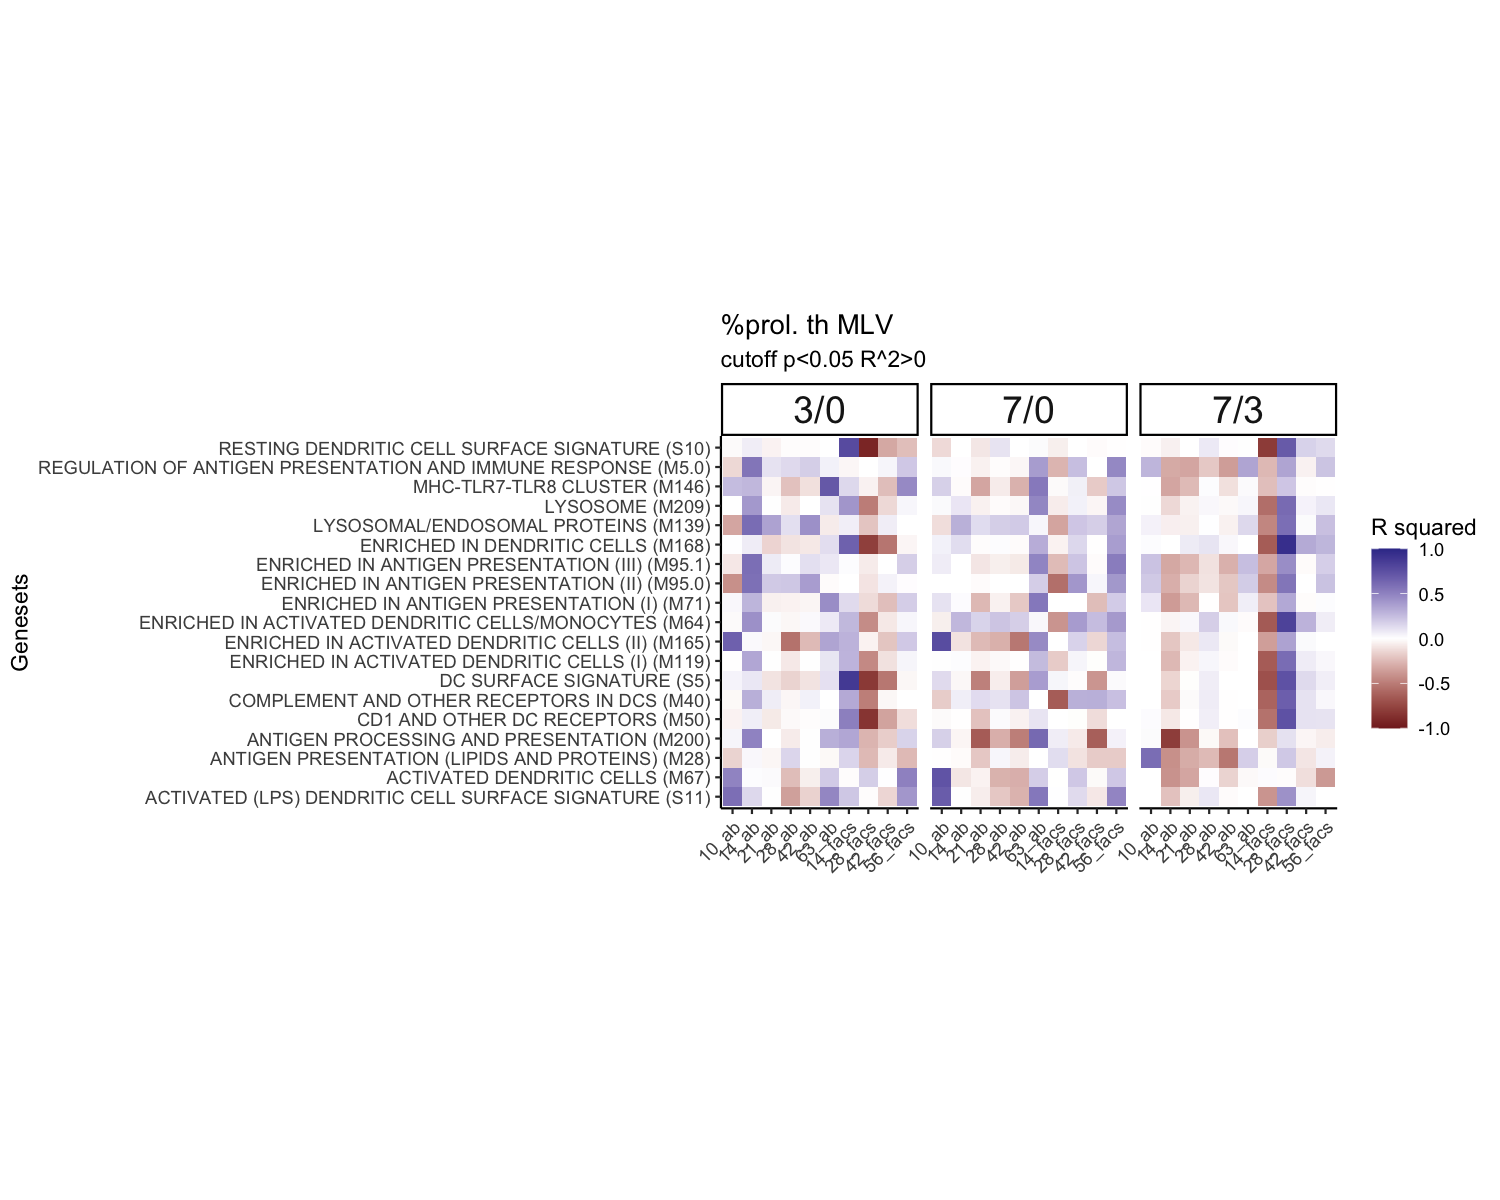 %prol. th MLV
cutoff p<0.05 R^2>0
3/0
7/0
7/3
Genesets
RESTING DENDRITIC CELL SURFACE SIGNATURE (S10)
REGULATION OF ANTIGEN PRESENTATION AND IMMUNE RESPONSE (M5.0)
MHC-TLR7-TLR8 CLUSTER (M146)
LYSOSOME (M209)
LYSOSOMAL/ENDOSOMAL PROTEINS (M139)
ENRICHED IN DENDRITIC CELLS (M168)
ENRICHED IN ANTIGEN PRESENTATION (III) (M95.1)
ENRICHED IN ANTIGEN PRESENTATION (II) (M95.0)
ENRICHED IN ANTIGEN PRESENTATION (I) (M71)
ENRICHED IN ACTIVATED DENDRITIC CELLS/MONOCYTES (M64)
ENRICHED IN ACTIVATED DENDRITIC CELLS (II) (M165)
ENRICHED IN ACTIVATED DENDRITIC CELLS (I) (M119)
DC SURFACE SIGNATURE (S5)
COMPLEMENT AND OTHER RECEPTORS IN DCS (M40)
CD1 AND OTHER DC RECEPTORS (M50)
ANTIGEN PROCESSING AND PRESENTATION (M200)
ANTIGEN PRESENTATION (LIPIDS AND PROTEINS) (M28)
ACTIVATED DENDRITIC CELLS (M67)
ACTIVATED (LPS) DENDRITIC CELL SURFACE SIGNATURE (S11)
10_ab
14_ab
21_ab
28_ab
42_ab
63_ab
14_facs
28_facs
42_facs
56_facs
10_ab
14_ab
21_ab
28_ab
42_ab
63_ab
14_facs
28_facs
42_facs
56_facs
10_ab
14_ab
21_ab
28_ab
42_ab
63_ab
14_facs
28_facs
42_facs
56_facs
R squared
1.0
0.5
0.0
-0.5
-1.0